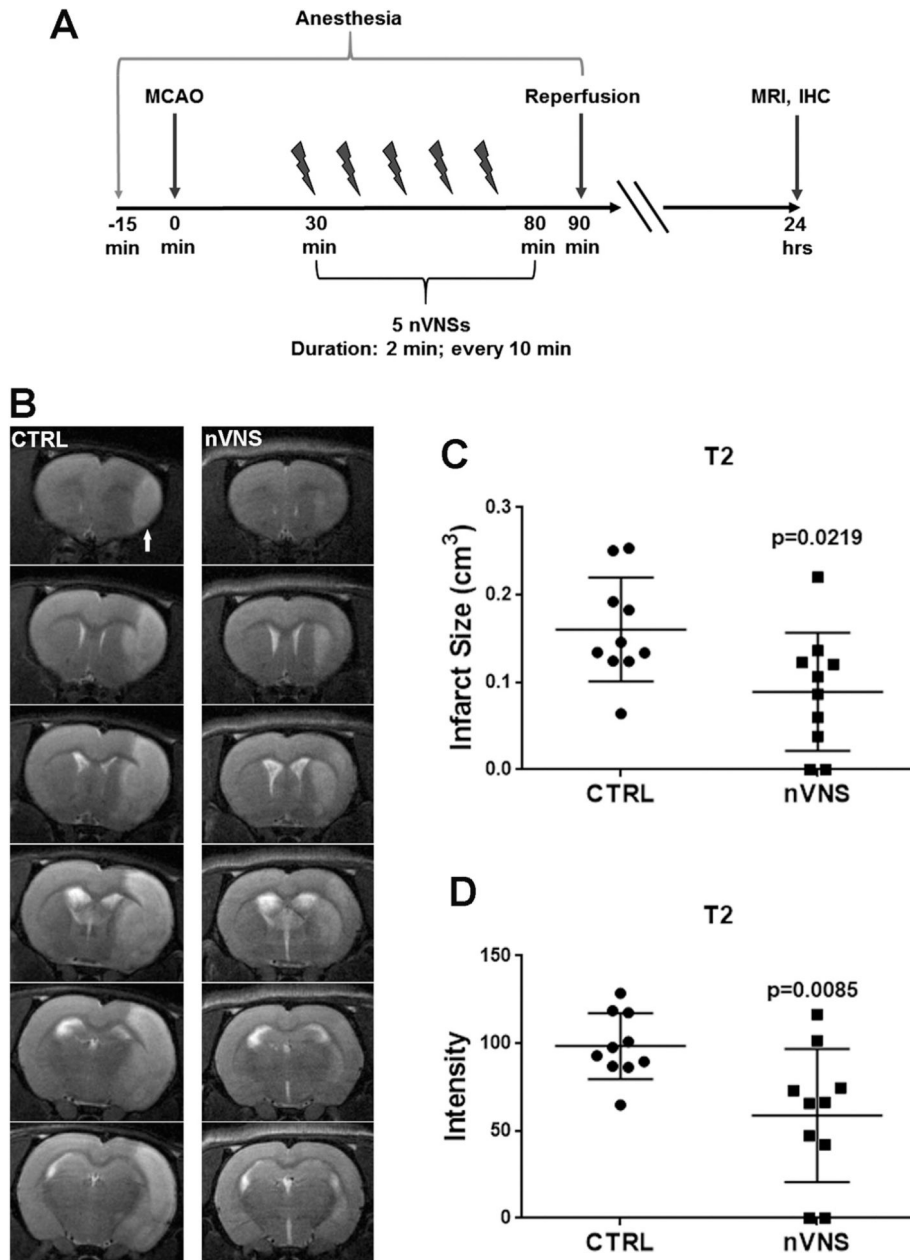 A
Anesthesia
MCAO
Reperfusion
MRI, IHC
-15 min
0 min
30 min
80 min
90 min
24 hrs
5 nVNSs
Duration: 2 min; every 10 min
B
CTRL
nVNS
C
T2
Infarct Size (cm³)
0.3
0.2
0.1
0.0
p=0.0219
CTRL
nVNS
D
T2
Intensity
150
100
50
0
p=0.0085
CTRL
nVNS